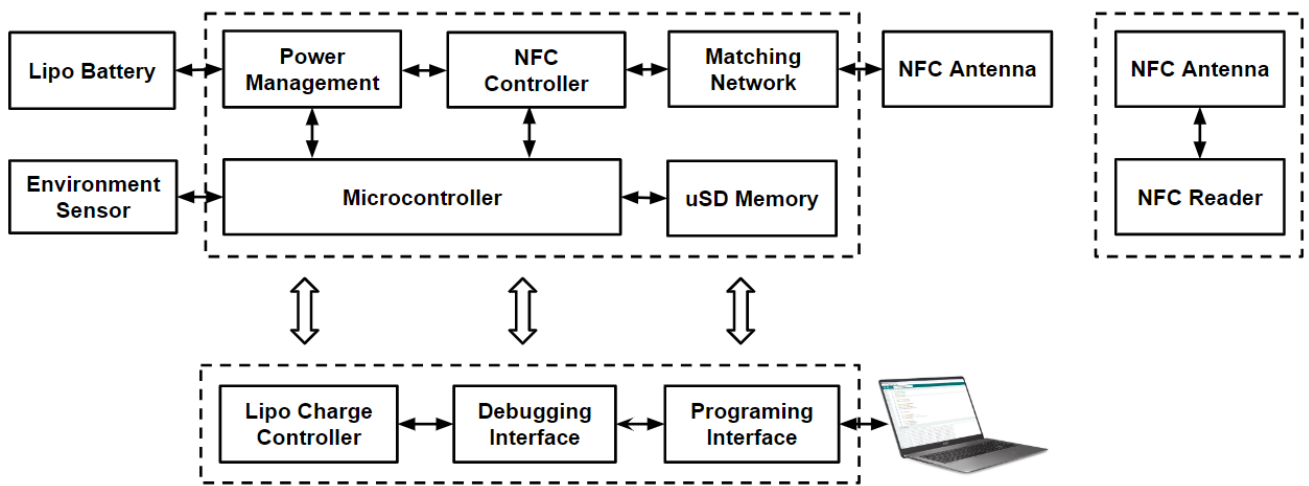 Lipo Battery
Power
Management
NFC
Controller
Matching
Network
NFC Antenna
NFC Antenna
Environment
Sensor
Microcontroller
uSD Memory
NFC Reader
Lipo Charge
Controller
Debugging
Interface
Programing
Interface